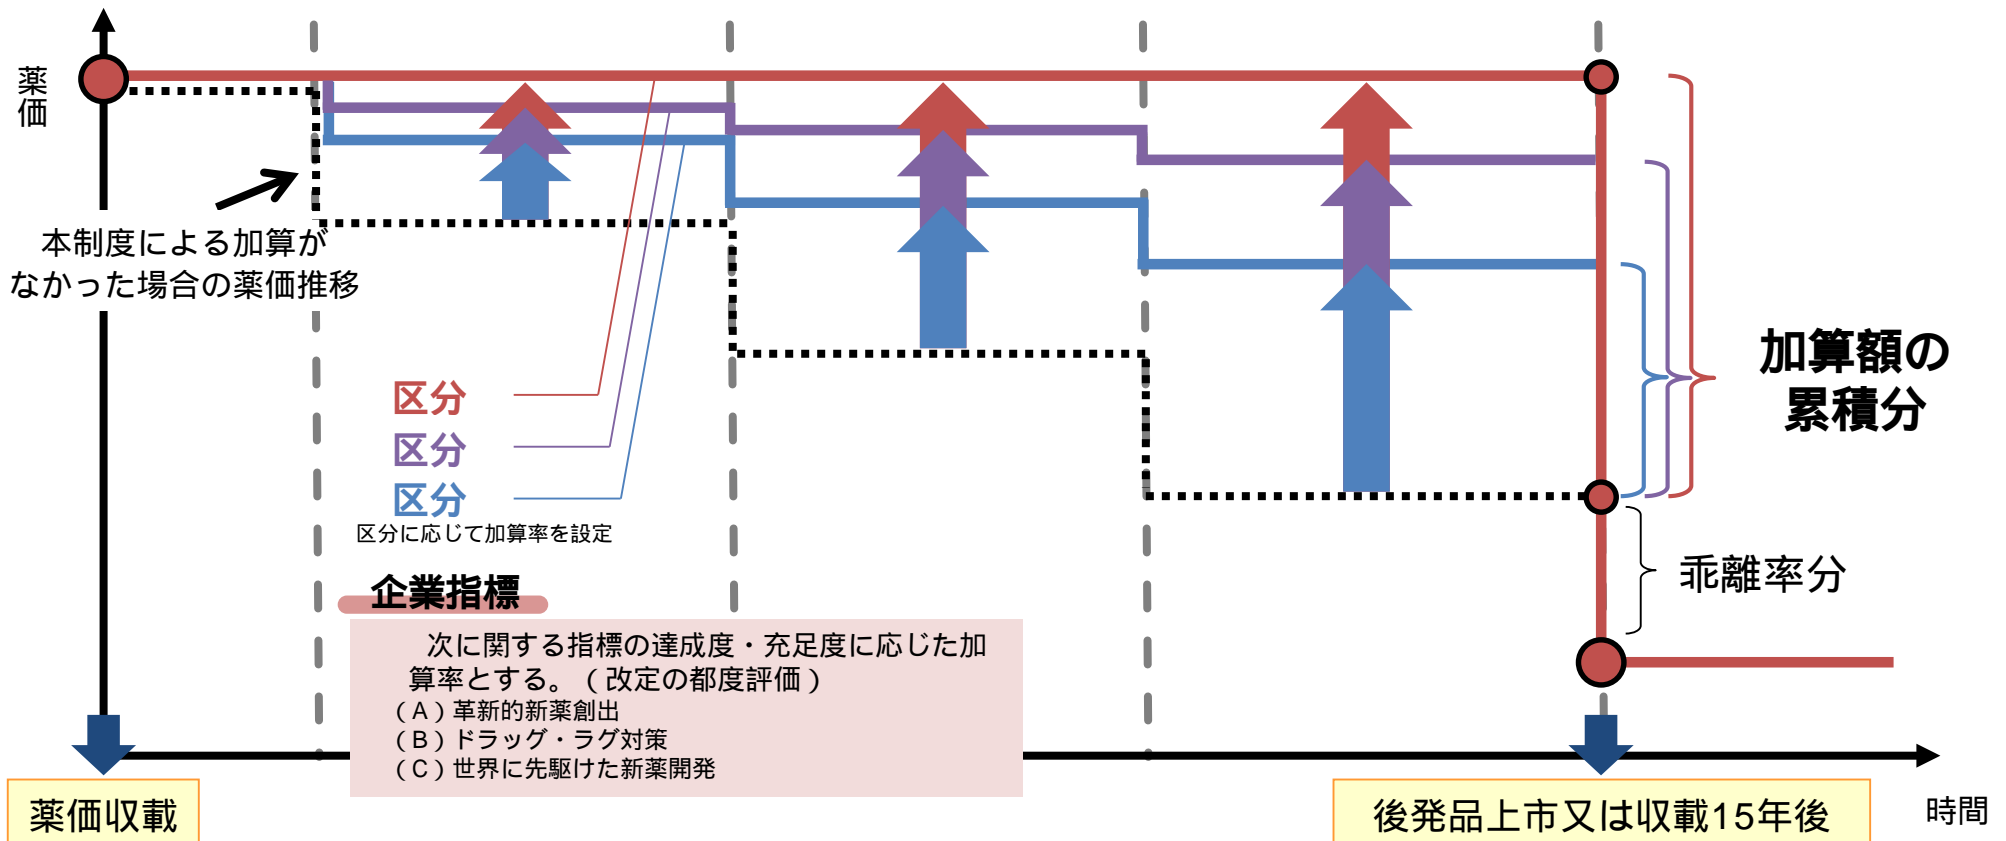 薬価
本制度による加算が
なかった場合の薬価推移
区分
区分
区分
区分に応じて加算率を設定
企業指標
次に関する指標の達成度・充足度に応じた加
算率とする。（改定の都度評価）
（A）革新的新薬創出
（B）ドラッグ・ラグ対策
（C）世界に先駆けた新薬開発
加算額の
累積分
乖離率分
薬価収載
後発品上市又は収載15年後
時間